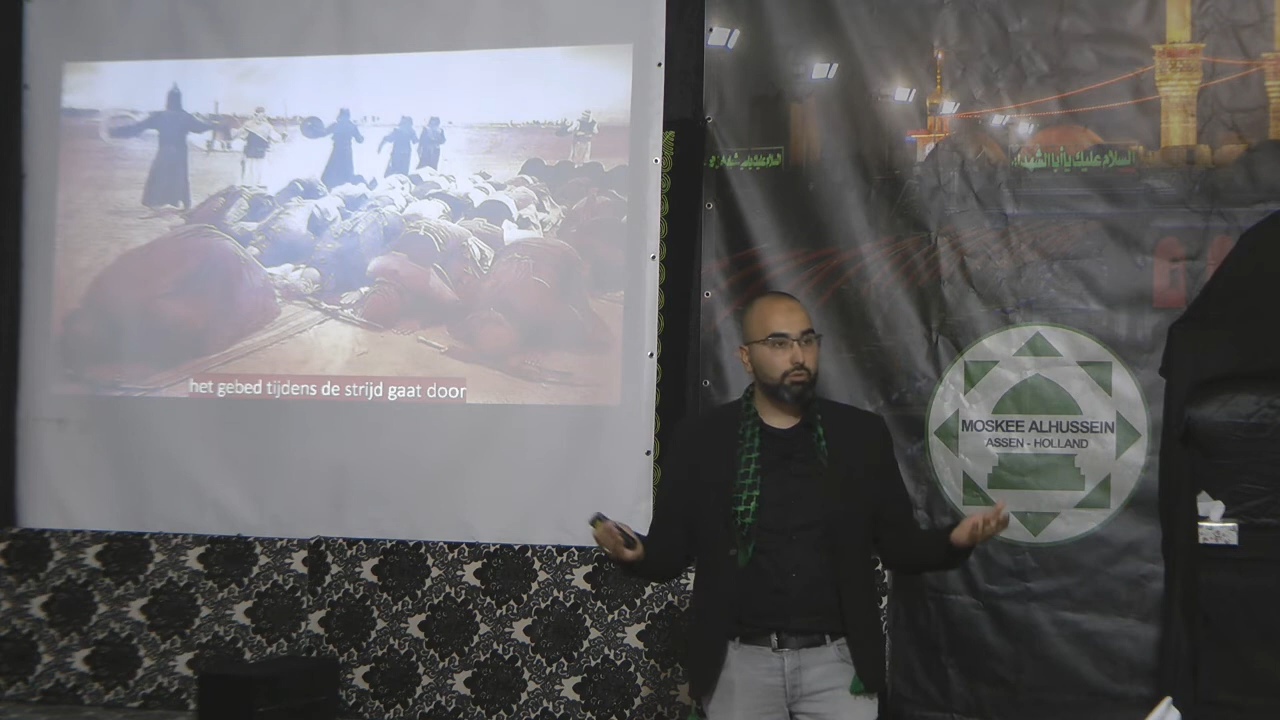 het gebed tijdens de strijd gaat door
السلام عليك يا أبا الشهداء
MOSKEE ALHUSSEIN
ASSEN - HOLLAND